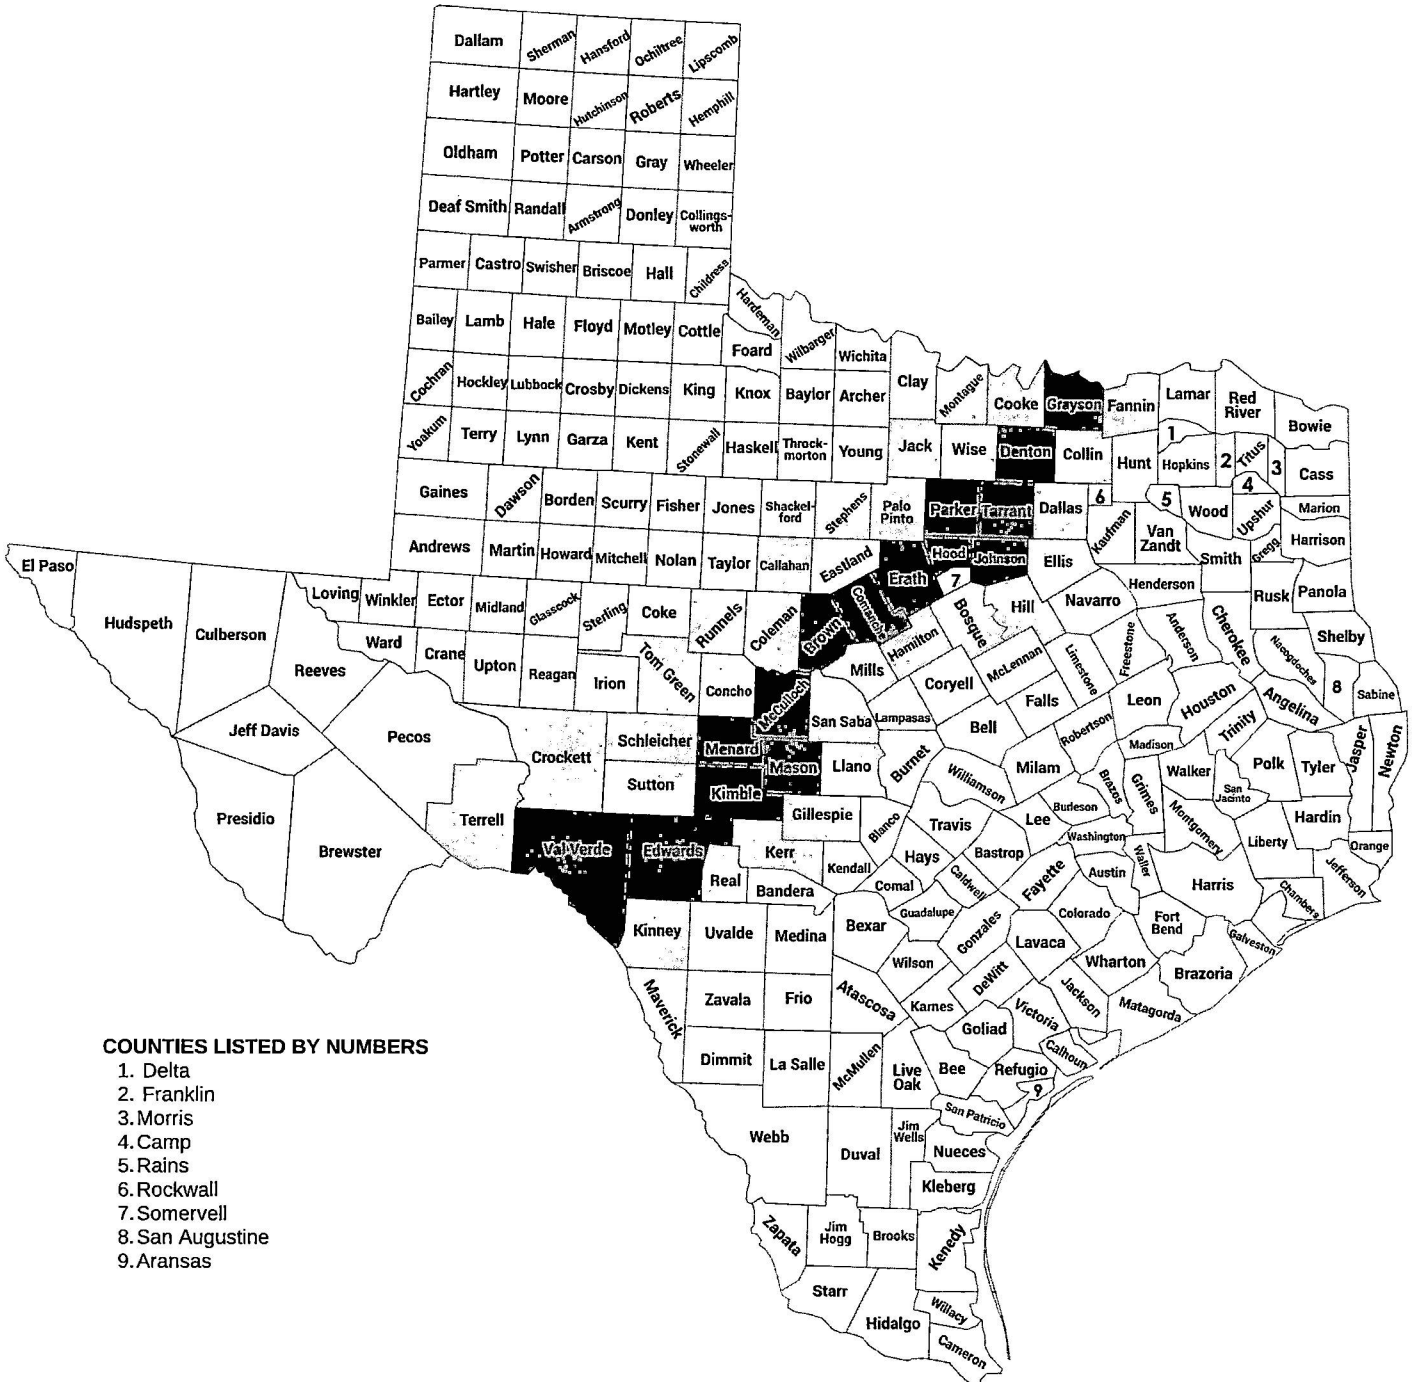 Dallam Sherman Hansford Ochiltree Lipscomb
Hartley Moore Hutchinson Roberts Hemphill
Oldham Potter Carson Gray Wheeler
Deaf Smith Randall Armstrong Donley Collings-
worth
Parmer Castro Swisher Briscoe Hall Childress
Bailey Lamb Hale Floyd Motley Cottle Hardeman
Foard Wilbarger Wichita
Cochran Hockley Lubbock Crosby Dickens King Knox Baylor Archer Clay Montague Cooke Grayson Fannin Lamar Red
River Bowie
Yoakum Terry Lynn Garza Kent Stonewall Haskell Throck-
morton Young Jack Wise Denton Collin Hunt 1 Hopkins 2 Titus 3 Cass
Gaines Dawson Borden Scurry Fisher Jones Shackel-
ford Stephens Palo
Pinto Parker Tarrant Dallas 6 Kaufman 5 Wood 4 Upshur Marion
Andrews Martin Howard Mitchell Nolan Taylor Callahan Eastland Erath Hood Johnson Ellis Van
Zandt Smith Gregg Harrison
El Paso Hudspeth Culberson Reeves Loving Winkler Ector Midland Glasscock Sterling Coke Runnels Coleman Brown Comanche 7 Bosque Hill Navarro Henderson Rusk Panola
Ward Crane Upton Reagan Irion Tom Green Concho McCulloch Mills Hamilton McLennan Limestone Freestone Anderson Cherokee Nacogdoches Shelby
Jeff Davis Pecos San Saba Lampasas Coryell Bell Falls Robertson Leon Houston Trinity Angelina 8 Sabine
Crockett Schleicher Menard Mason Llano Burnet Williamson Milam Brazos Madison Grimes Walker San
Jacinto Polk Tyler Jasper Newton
Sutton Kimble
Presidio Brewster Terrell Val Verde Edwards Gillespie Kerr Blanco Travis Lee Burleson Washington Montgomery Liberty Hardin Orange
Real Bandera Kendall Hays Comal Caldwell Bastrop Fayette Austin Waller Harris Chambers Jefferson
Kinney Uvalde Medina Bexar Guadalupe Gonzales Lavaca Colorado Fort
Bend Galveston
Wilson Wharton Brazoria
Maverick Zavala Frio Atascosa Karnes DeWitt Victoria Jackson Matagorda
Goliad Calhoun
Dimmit La Salle McMullen Live
Oak Bee Refugio 9
San Patricio
Webb Duval Jim
Wells Nueces
Kleberg
Zapata Jim
Hogg Brooks Kenedy
Starr Hidalgo Willacy
Cameron
COUNTIES LISTED BY NUMBERS
1. Delta
2. Franklin
3. Morris
4. Camp
5. Rains
6. Rockwall
7. Somervell
8. San Augustine
9. Aransas